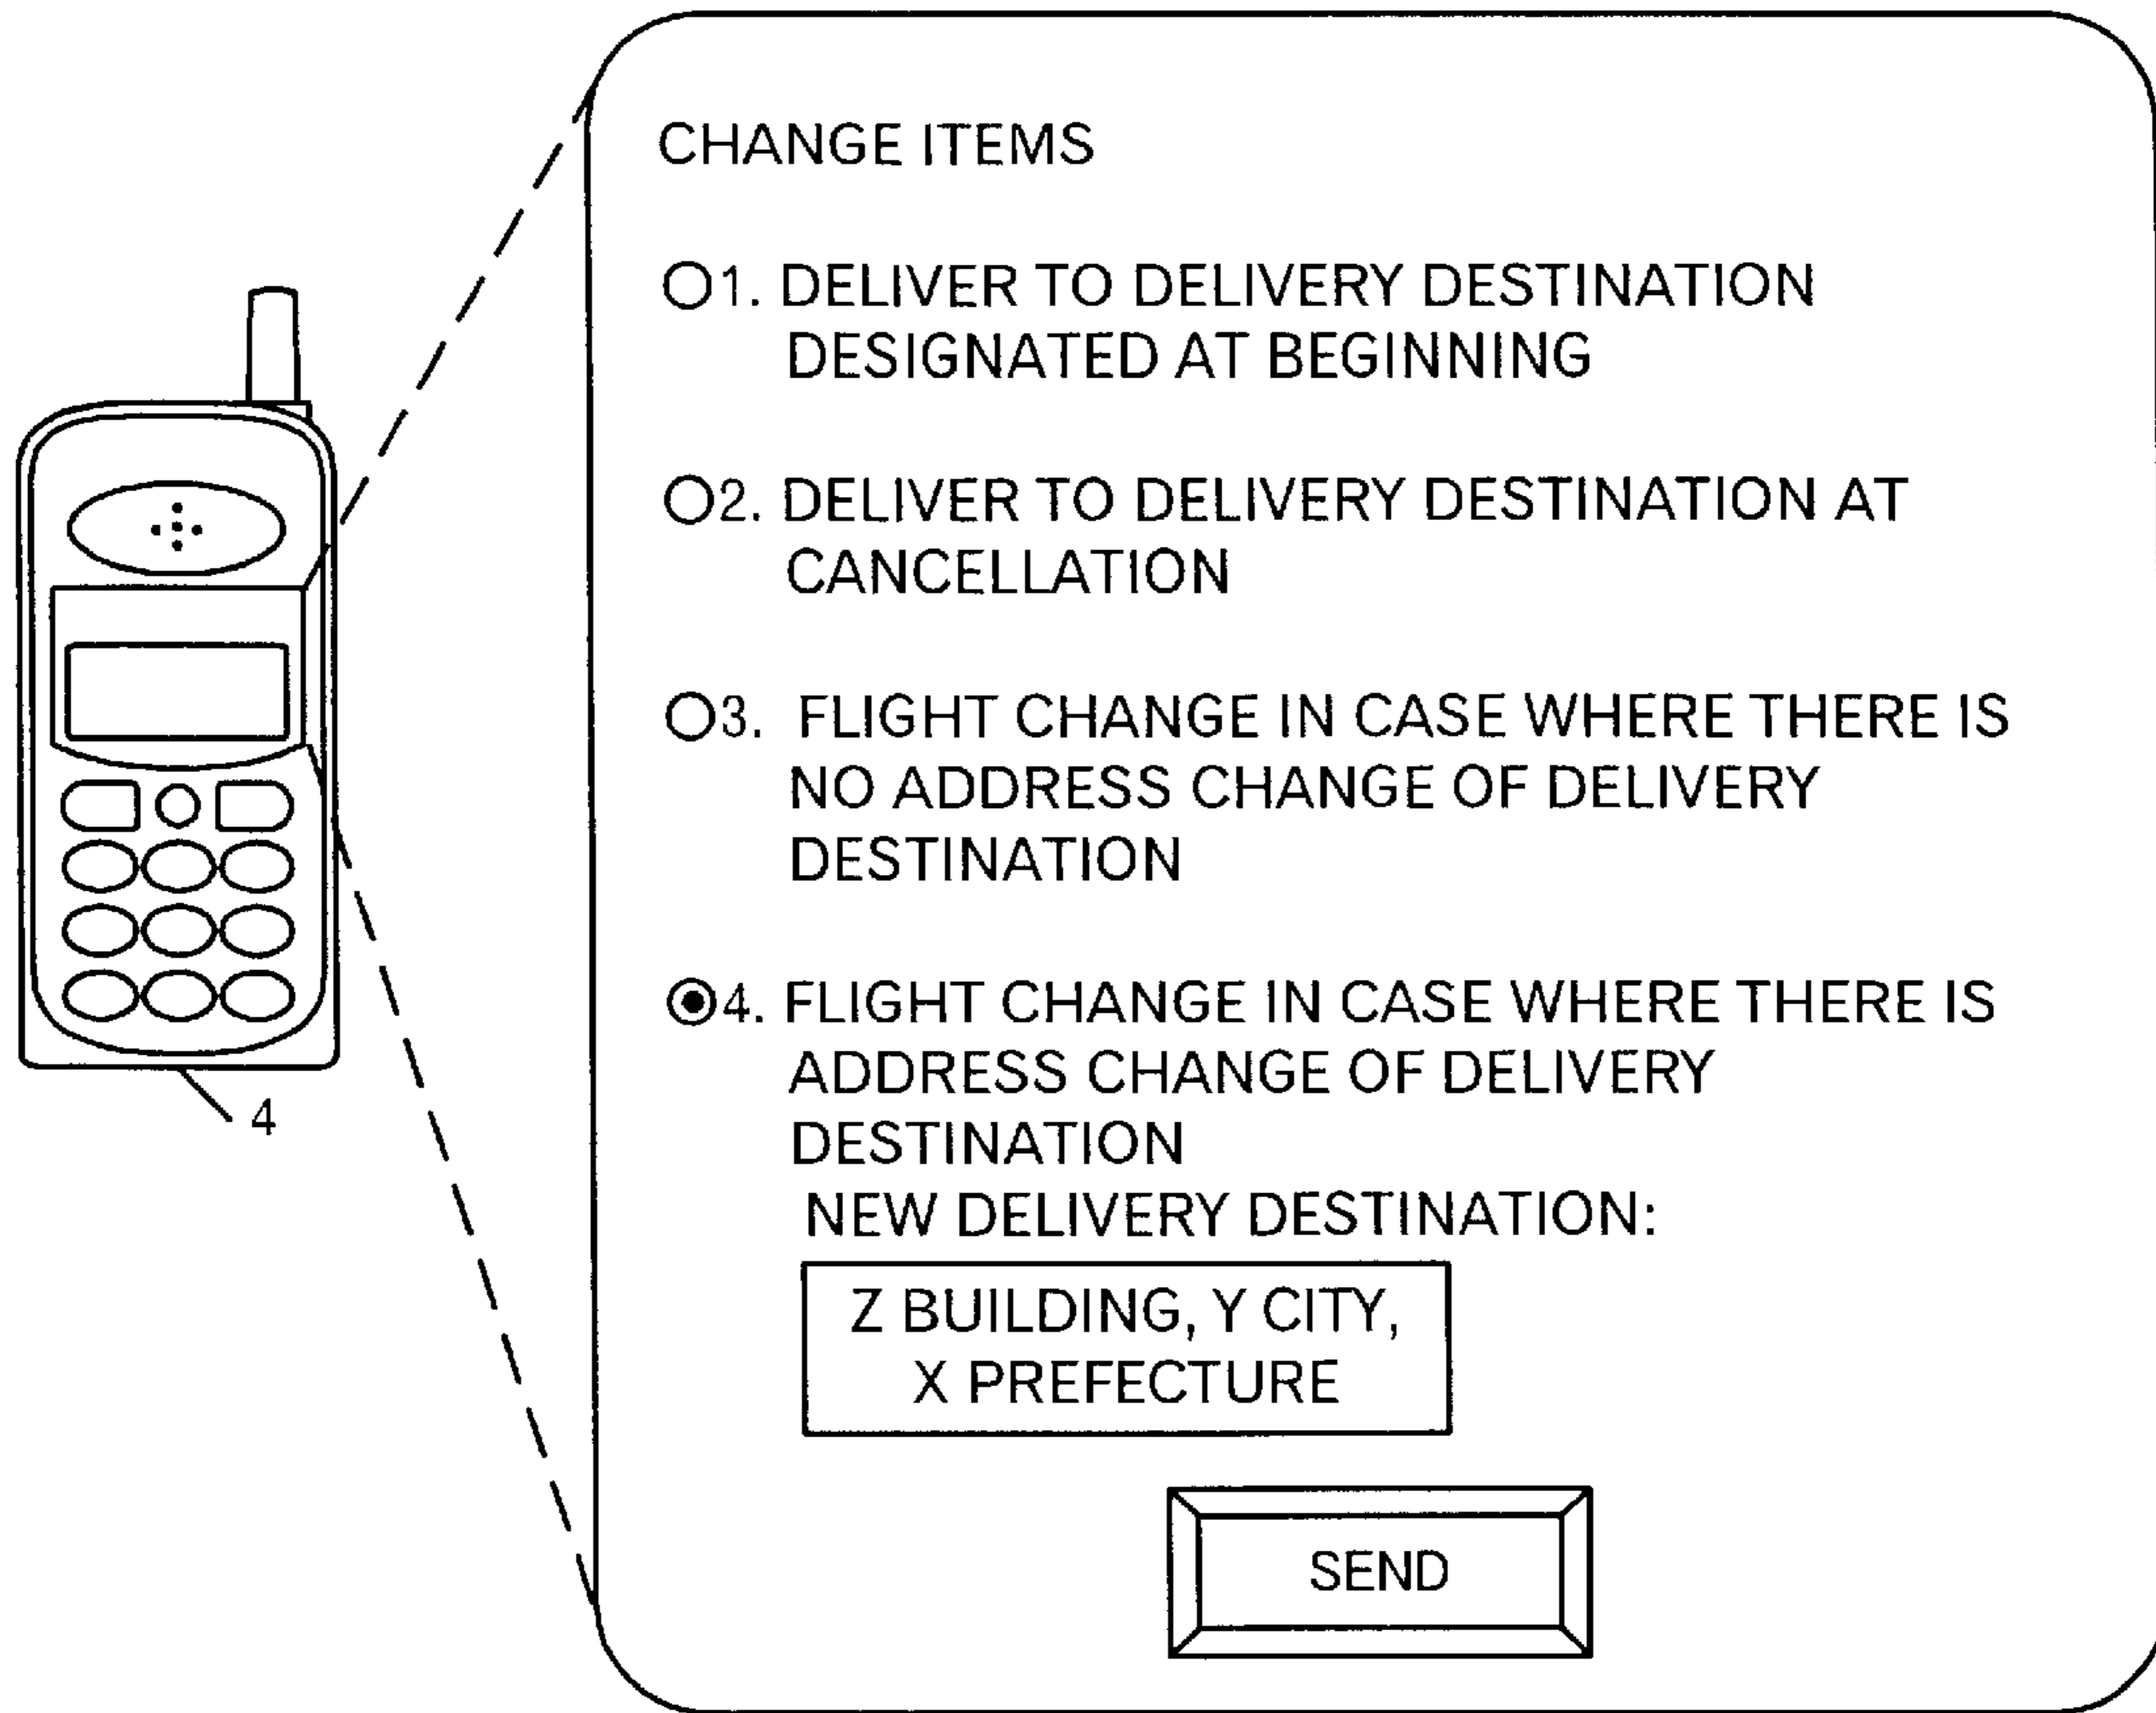 CHANGE ITEMS
1. DELIVER TO DELIVERY DESTINATION
DESIGNATED AT BEGINNING
2. DELIVER TO DELIVERY DESTINATION AT
CANCELLATION
3. FLIGHT CHANGE IN CASE WHERE THERE IS
NO ADDRESS CHANGE OF DELIVERY
DESTINATION
4. FLIGHT CHANGE IN CASE WHERE THERE IS
ADDRESS CHANGE OF DELIVERY
DESTINATION
NEW DELIVERY DESTINATION:
Z BUILDING, Y CITY,
X PREFECTURE
SEND
4